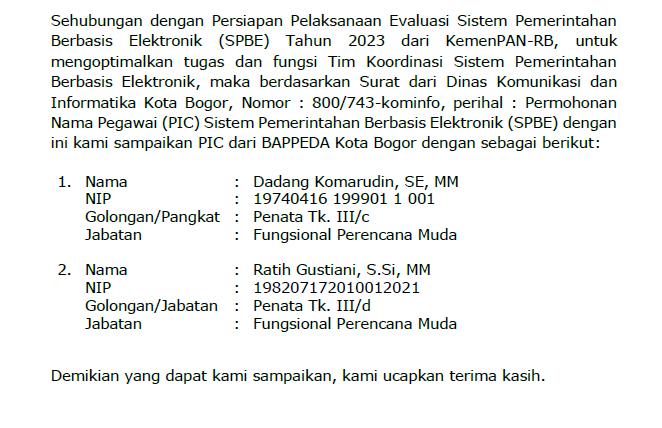 Sehubungan dengan Persiapan Pelaksanaan Evaluasi Sistem Pemerintahan
Berbasis Elektronik (SPBE) Tahun 2023 dari KemenPAN-RB, untuk
mengoptimalkan tugas dan fungsi Tim Koordinasi Sistem Pemerintahan
Berbasis Elektronik, maka berdasarkan Surat dari Dinas Komunikasi dan
Informatika Kota Bogor, Nomor : 800/743-kominfo, perihal : Permohonan
Nama Pegawai (PIC) Sistem Pemerintahan Berbasis Elektronik (SPBE) dengan
ini kami sampaikan PIC dari BAPPEDA Kota Bogor dengan sebagai berikut:
1. Nama : Dadang Komarudin, SE, MM
NIP : 19740416 199901 1 001
Golongan/Pangkat : Penata Tk. III/c
Jabatan : Fungsional Perencana Muda
2. Nama : Ratih Gustiani, S.Si, MM
NIP : 198207172010012021
Golongan/Jabatan : Penata Tk. III/d
Jabatan : Fungsional Perencana Muda
Demikian yang dapat kami sampaikan, kami ucapkan terima kasih.